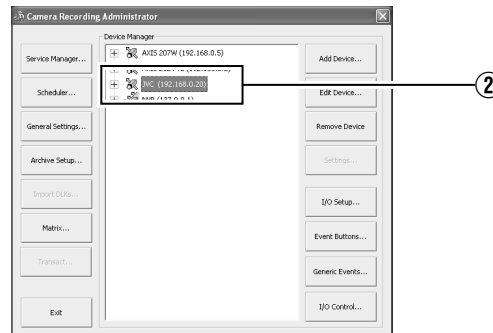 Camera Recording Administrator
Device Manager
Service Manager...
Scheduler...
General Settings...
Archive Setup...
Import DLKs...
Matrix...
Transact...
Exit
AXIS 207W (192.168.0.5)
JVC (192.168.0.20)
Add Device...
Edit Device...
Remove Device
Settings...
I/O Setup...
Event Buttons...
Generic Events...
I/O Control...
②